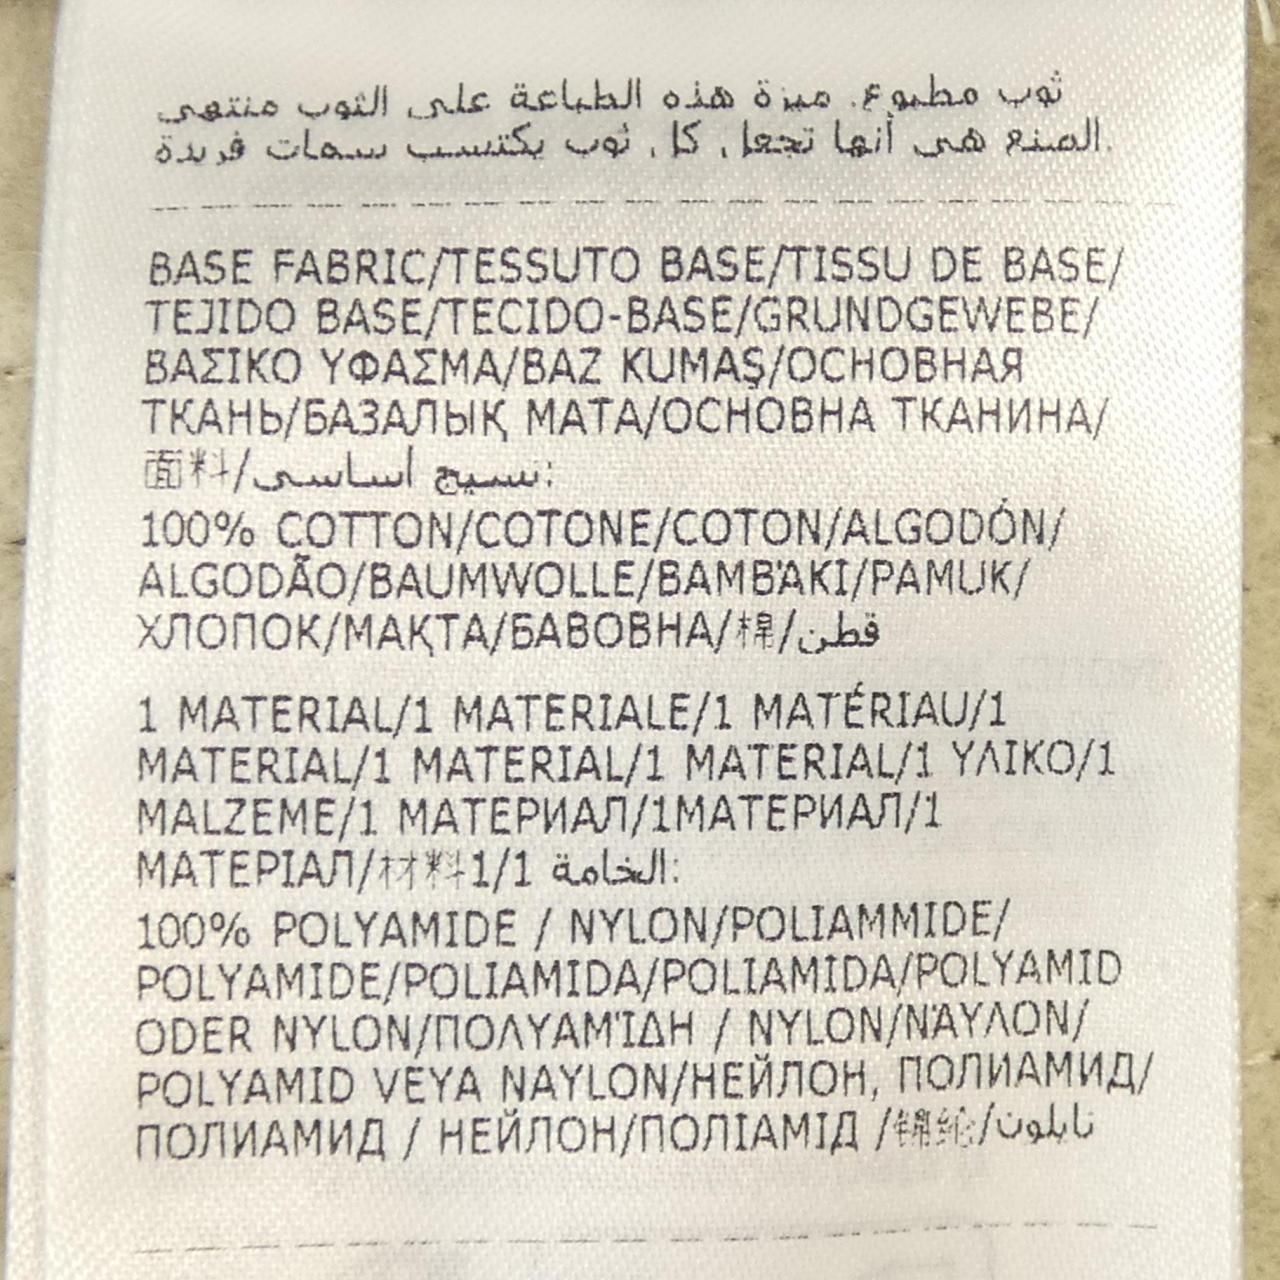 ثوب مطبوع. ميزة هذه الطباعة على الثوب منتهي
الصنع هي أنها تجعل كل ثوب يكتسب سمات فريدة.
BASE FABRIC/TESSUTO BASE/TISSU DE BASE/
TEJIDO BASE/TECIDO-BASE/GRUNDGEWEBE/
ΒΑΣΙΚΟ ΥΦΑΣΜΑ/BAZ KUMAŞ/ОСНОВНАЯ
ТКАНЬ/БАЗАЛЫҚ МАТА/ОСНОВНА ТКАНИНА/
面料/نسيج أساسي:
100% COTTON/COTONE/COTON/ALGODÓN/
ALGODÃO/BAUMWOLLE/ΒΑΜΒΆΚΙ/PAMUK/
ХЛОПОК/МАҚТА/БАВОВНА/棉/قطن
1 MATERIAL/1 MATERIALE/1 MATÉRIAU/1
MATERIAL/1 MATERIAL/1 MATERIAL/1 ΥΛΙΚΟ/1
MALZEME/1 МАТЕРИАЛ/1МАТЕРИАЛ/1
МАТЕРІАЛ/材料1/1 الخامة:
100% POLYAMIDE / NYLON/POLIAMMIDE/
POLYAMIDE/POLIAMIDA/POLIAMIDA/POLYAMID
ODER NYLON/ΠΟΛΥΑΜΊΔΗ / NYLON/ΝΆΥΛΟΝ/
POLYAMID VEYA NAYLON/НЕЙЛОН, ПОЛИАМИД/
ПОЛИАМИД / НЕЙЛОН/ПОЛІАМІД /锦纶/نايلون